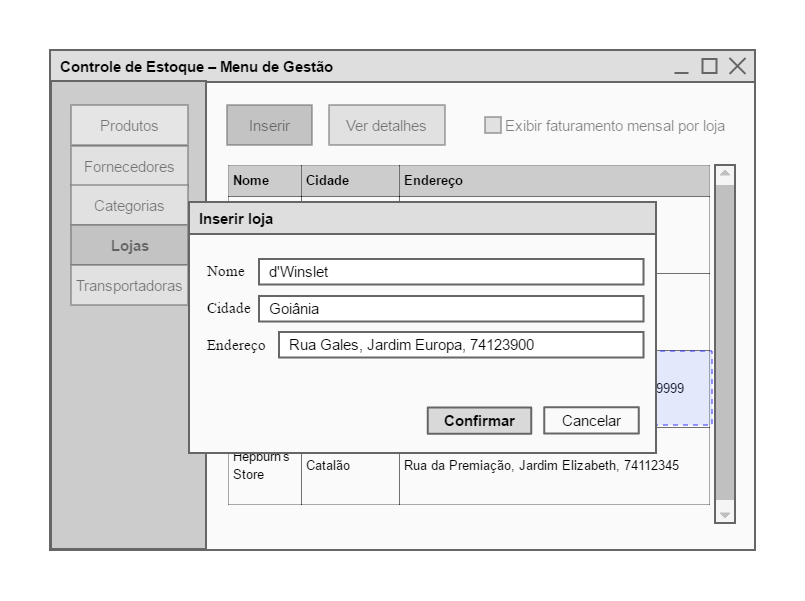 Controle de Estoque – Menu de Gestão
Produtos
Fornecedores
Categorias
Lojas
Transportadoras
Inserir
Ver detalhes
Exibir faturamento mensal por loja
Nome
Cidade
Endereço
Inserir loja
Nome
d'Winslet
Cidade
Goiânia
Endereço
Rua Gales, Jardim Europa, 74123900
Confirmar
Cancelar
9999
Hepburn's
Store
Catalão
Rua da Premiação, Jardim Elizabeth, 74112345